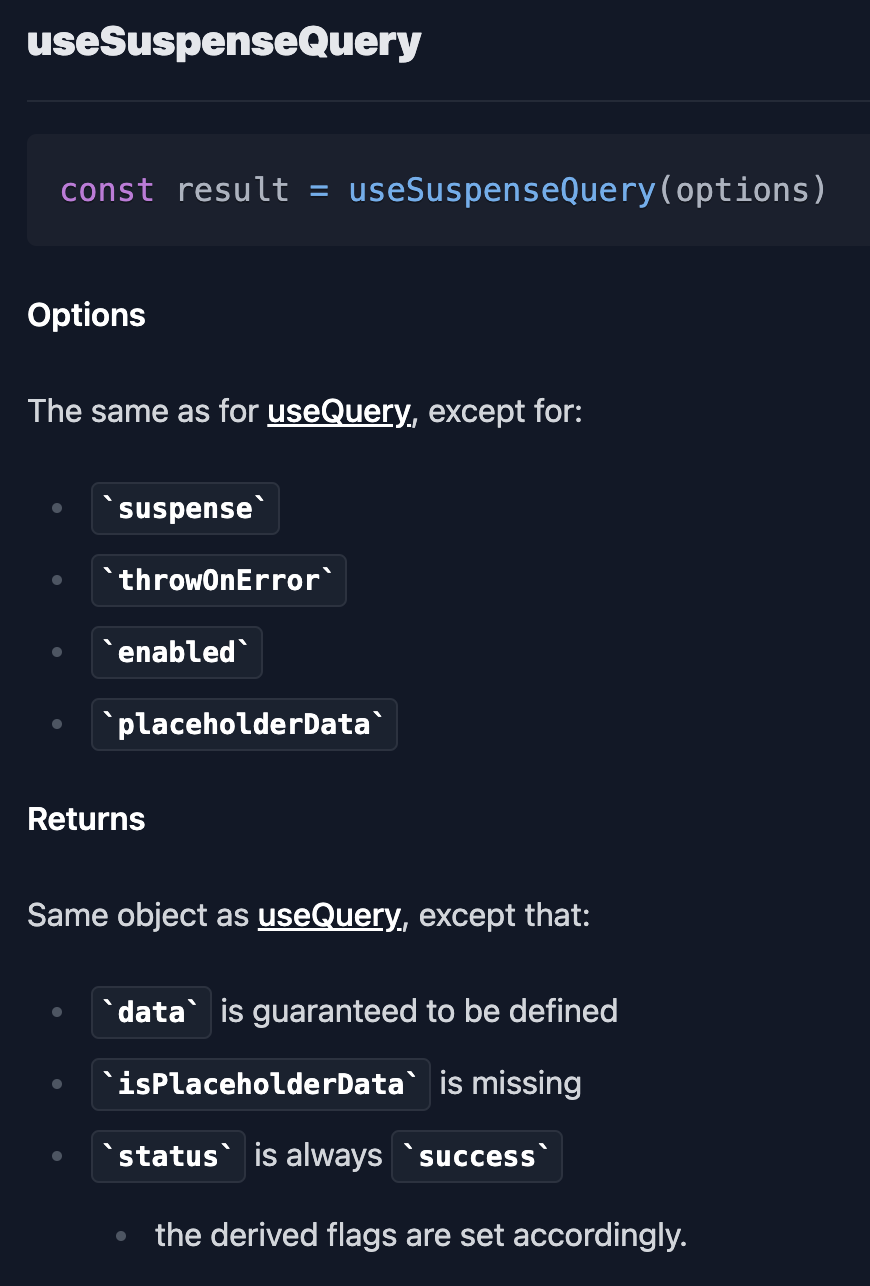 useSuspenseQuery
const result = useSuspenseQuery(options)
Options
The same as for useQuery, except for:
`suspense`
`throwOnError`
`enabled`
`placeholderData`
Returns
Same object as useQuery, except that:
`data` is guaranteed to be defined
`isPlaceholderData` is missing
`status` is always `success`
the derived flags are set accordingly.